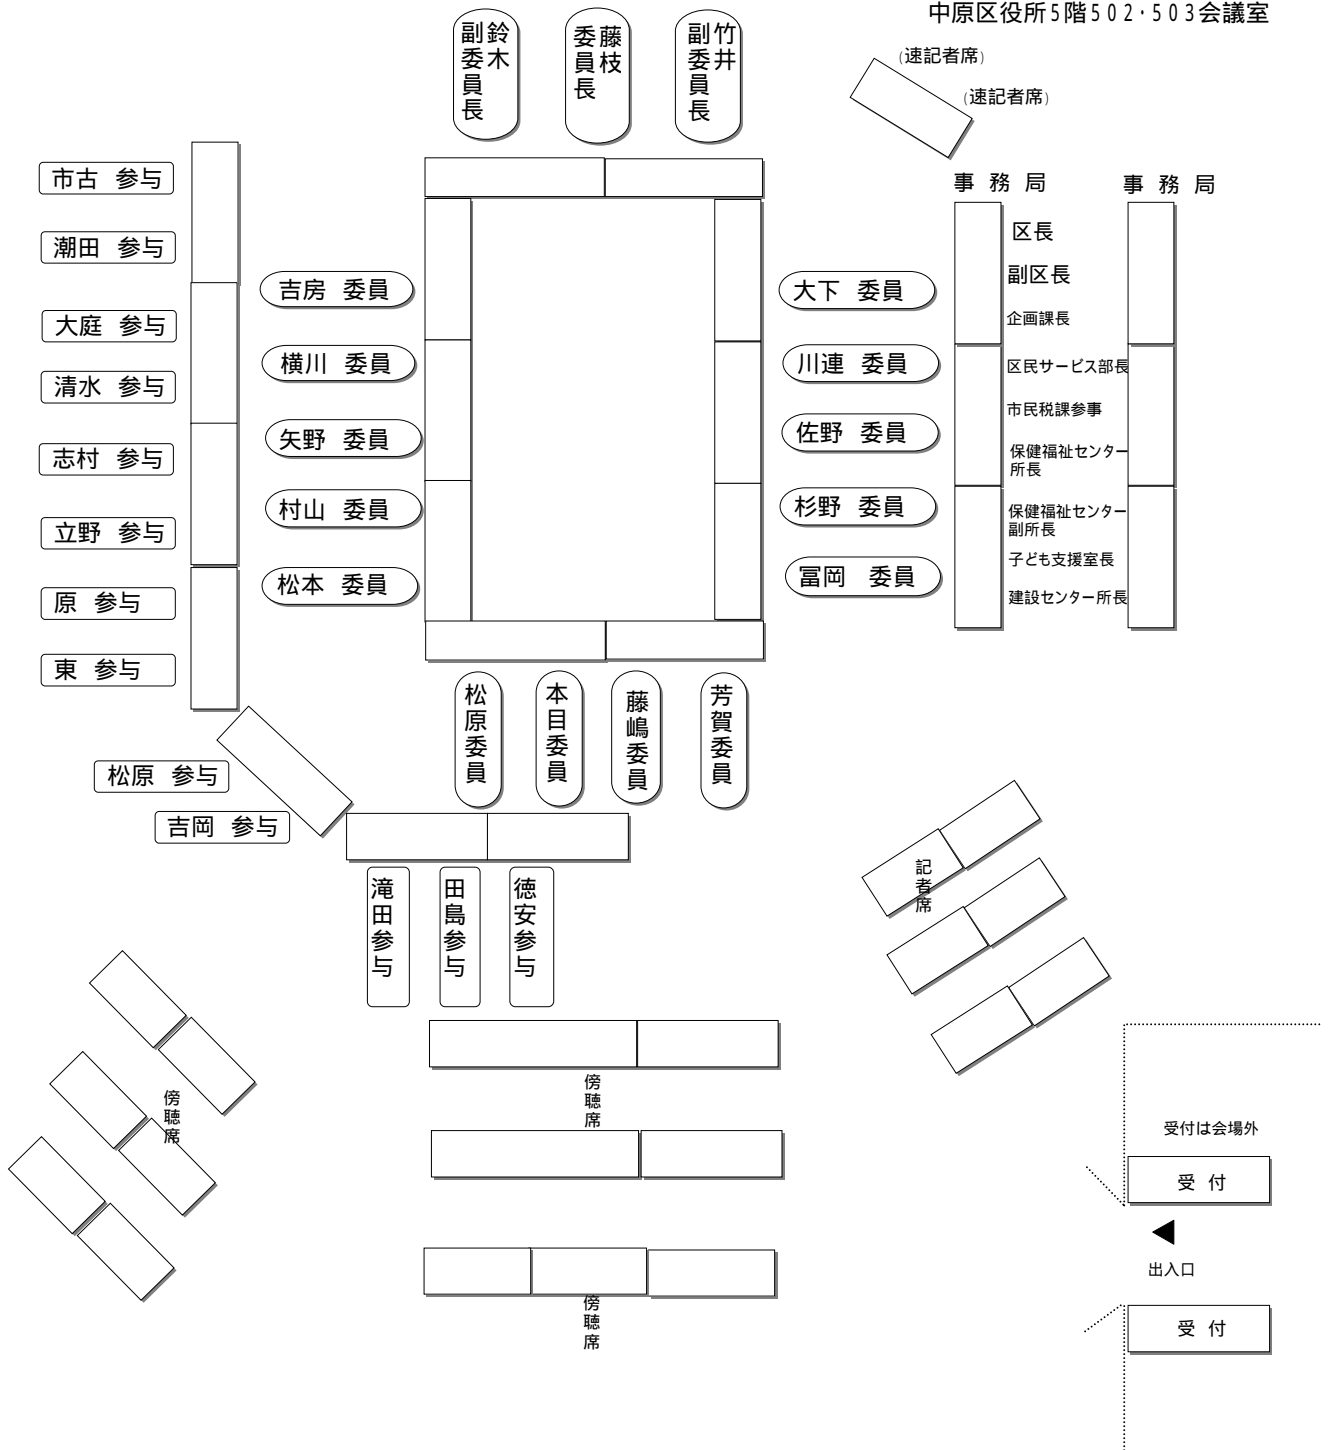 中原区役所5階502・503会議室
鈴木
副委員長
藤枝
委員長
竹井
副委員長
(速記者席)
(速記者席)
事務局
事務局
市古 参与
潮田 参与
大庭 参与
清水 参与
志村 参与
立野 参与
原 参与
東 参与
松原 参与
吉岡 参与
吉房 委員
横川 委員
矢野 委員
村山 委員
松本 委員
大下 委員
川連 委員
佐野 委員
杉野 委員
冨岡 委員
区長
副区長
企画課長
区民サービス部長
市民税課参事
保健福祉センター
所長
保健福祉センター
副所長
子ども支援室長
建設センター所長
松原委員
本目委員
藤嶋委員
芳賀委員
滝田参与
田島参与
徳安参与
記者席
傍聴席
傍聴席
傍聴席
受付は会場外
受付
出入口
受付